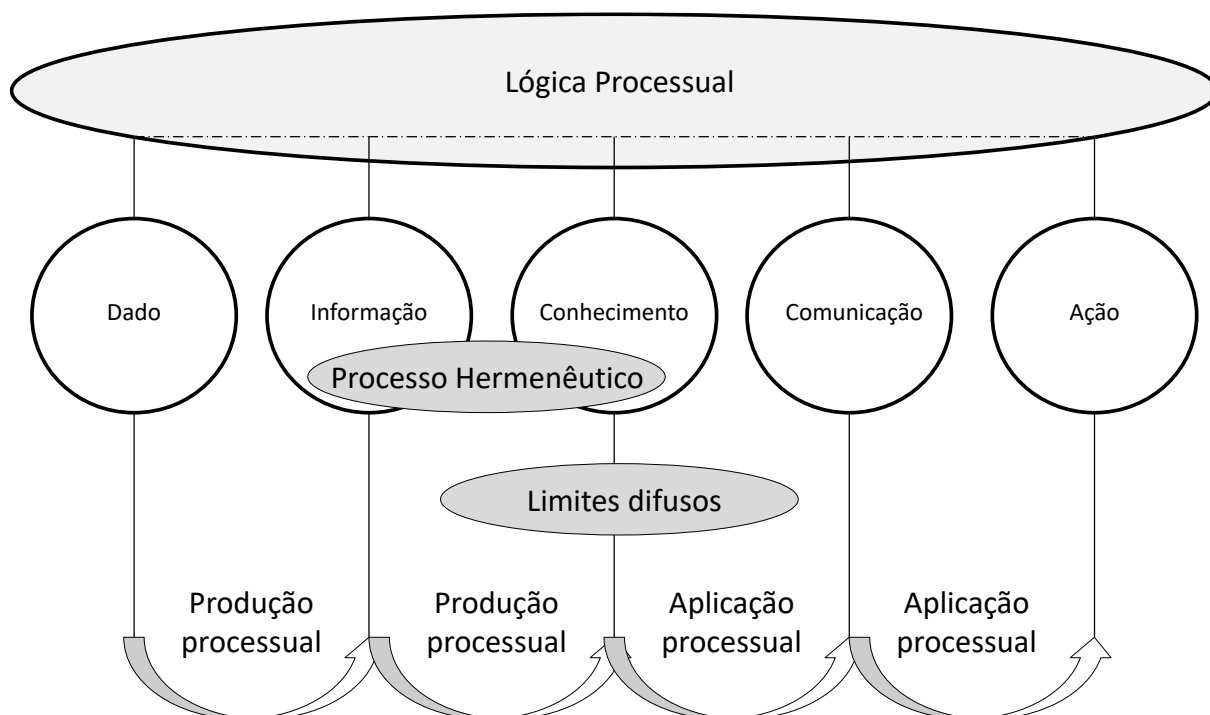 Lógica Processual
Dado
Informação
Conhecimento
Comunicação
Ação
Processo Hermenêutico
Limites difusos
Produção
processual
Produção
processual
Aplicação
processual
Aplicação
processual